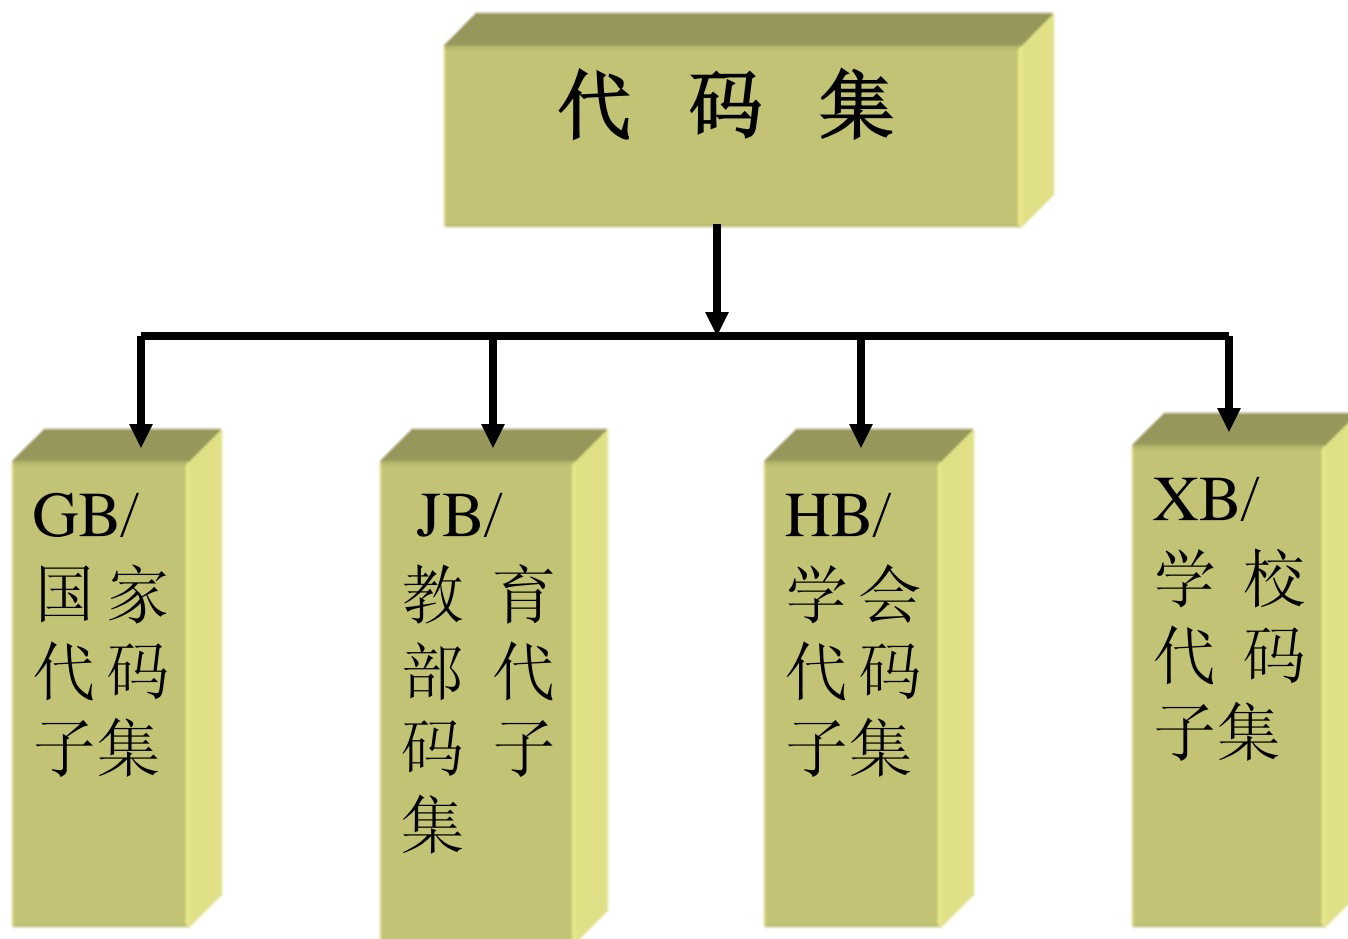 代 码 集
GB/
国家
代码
子集
JB/
教育
部代
码子
集
HB/
学会
代码
子集
XB/
学校
代码
子集